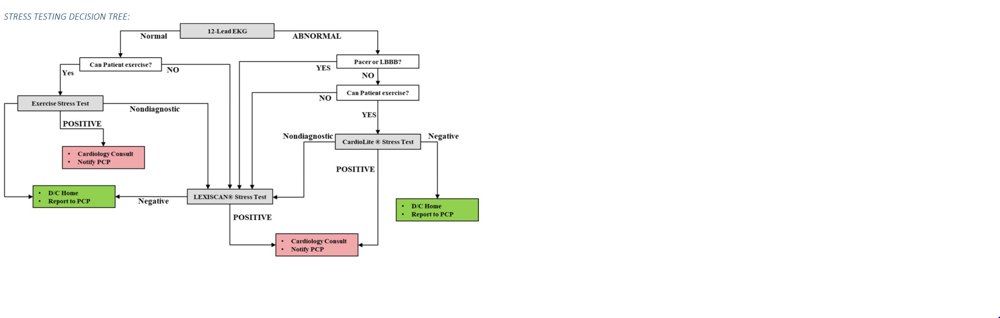 STRESS TESTING DECISION TREE:
12-Lead EKG
Normal
ABNORMAL
Can Patient exercise?
Pacer or LBBB?
Yes
NO
YES
NO
Can Patient exercise?
NO
Exercise Stress Test
Nondiagnostic
YES
POSITIVE
Nondiagnostic
CardioLite ® Stress Test
Negative
• Cardiology Consult
• Notify PCP
POSITIVE
• D/C Home
• Report to PCP
Negative
LEXISCAN® Stress Test
• D/C Home
• Report to PCP
POSITIVE
• Cardiology Consult
• Notify PCP